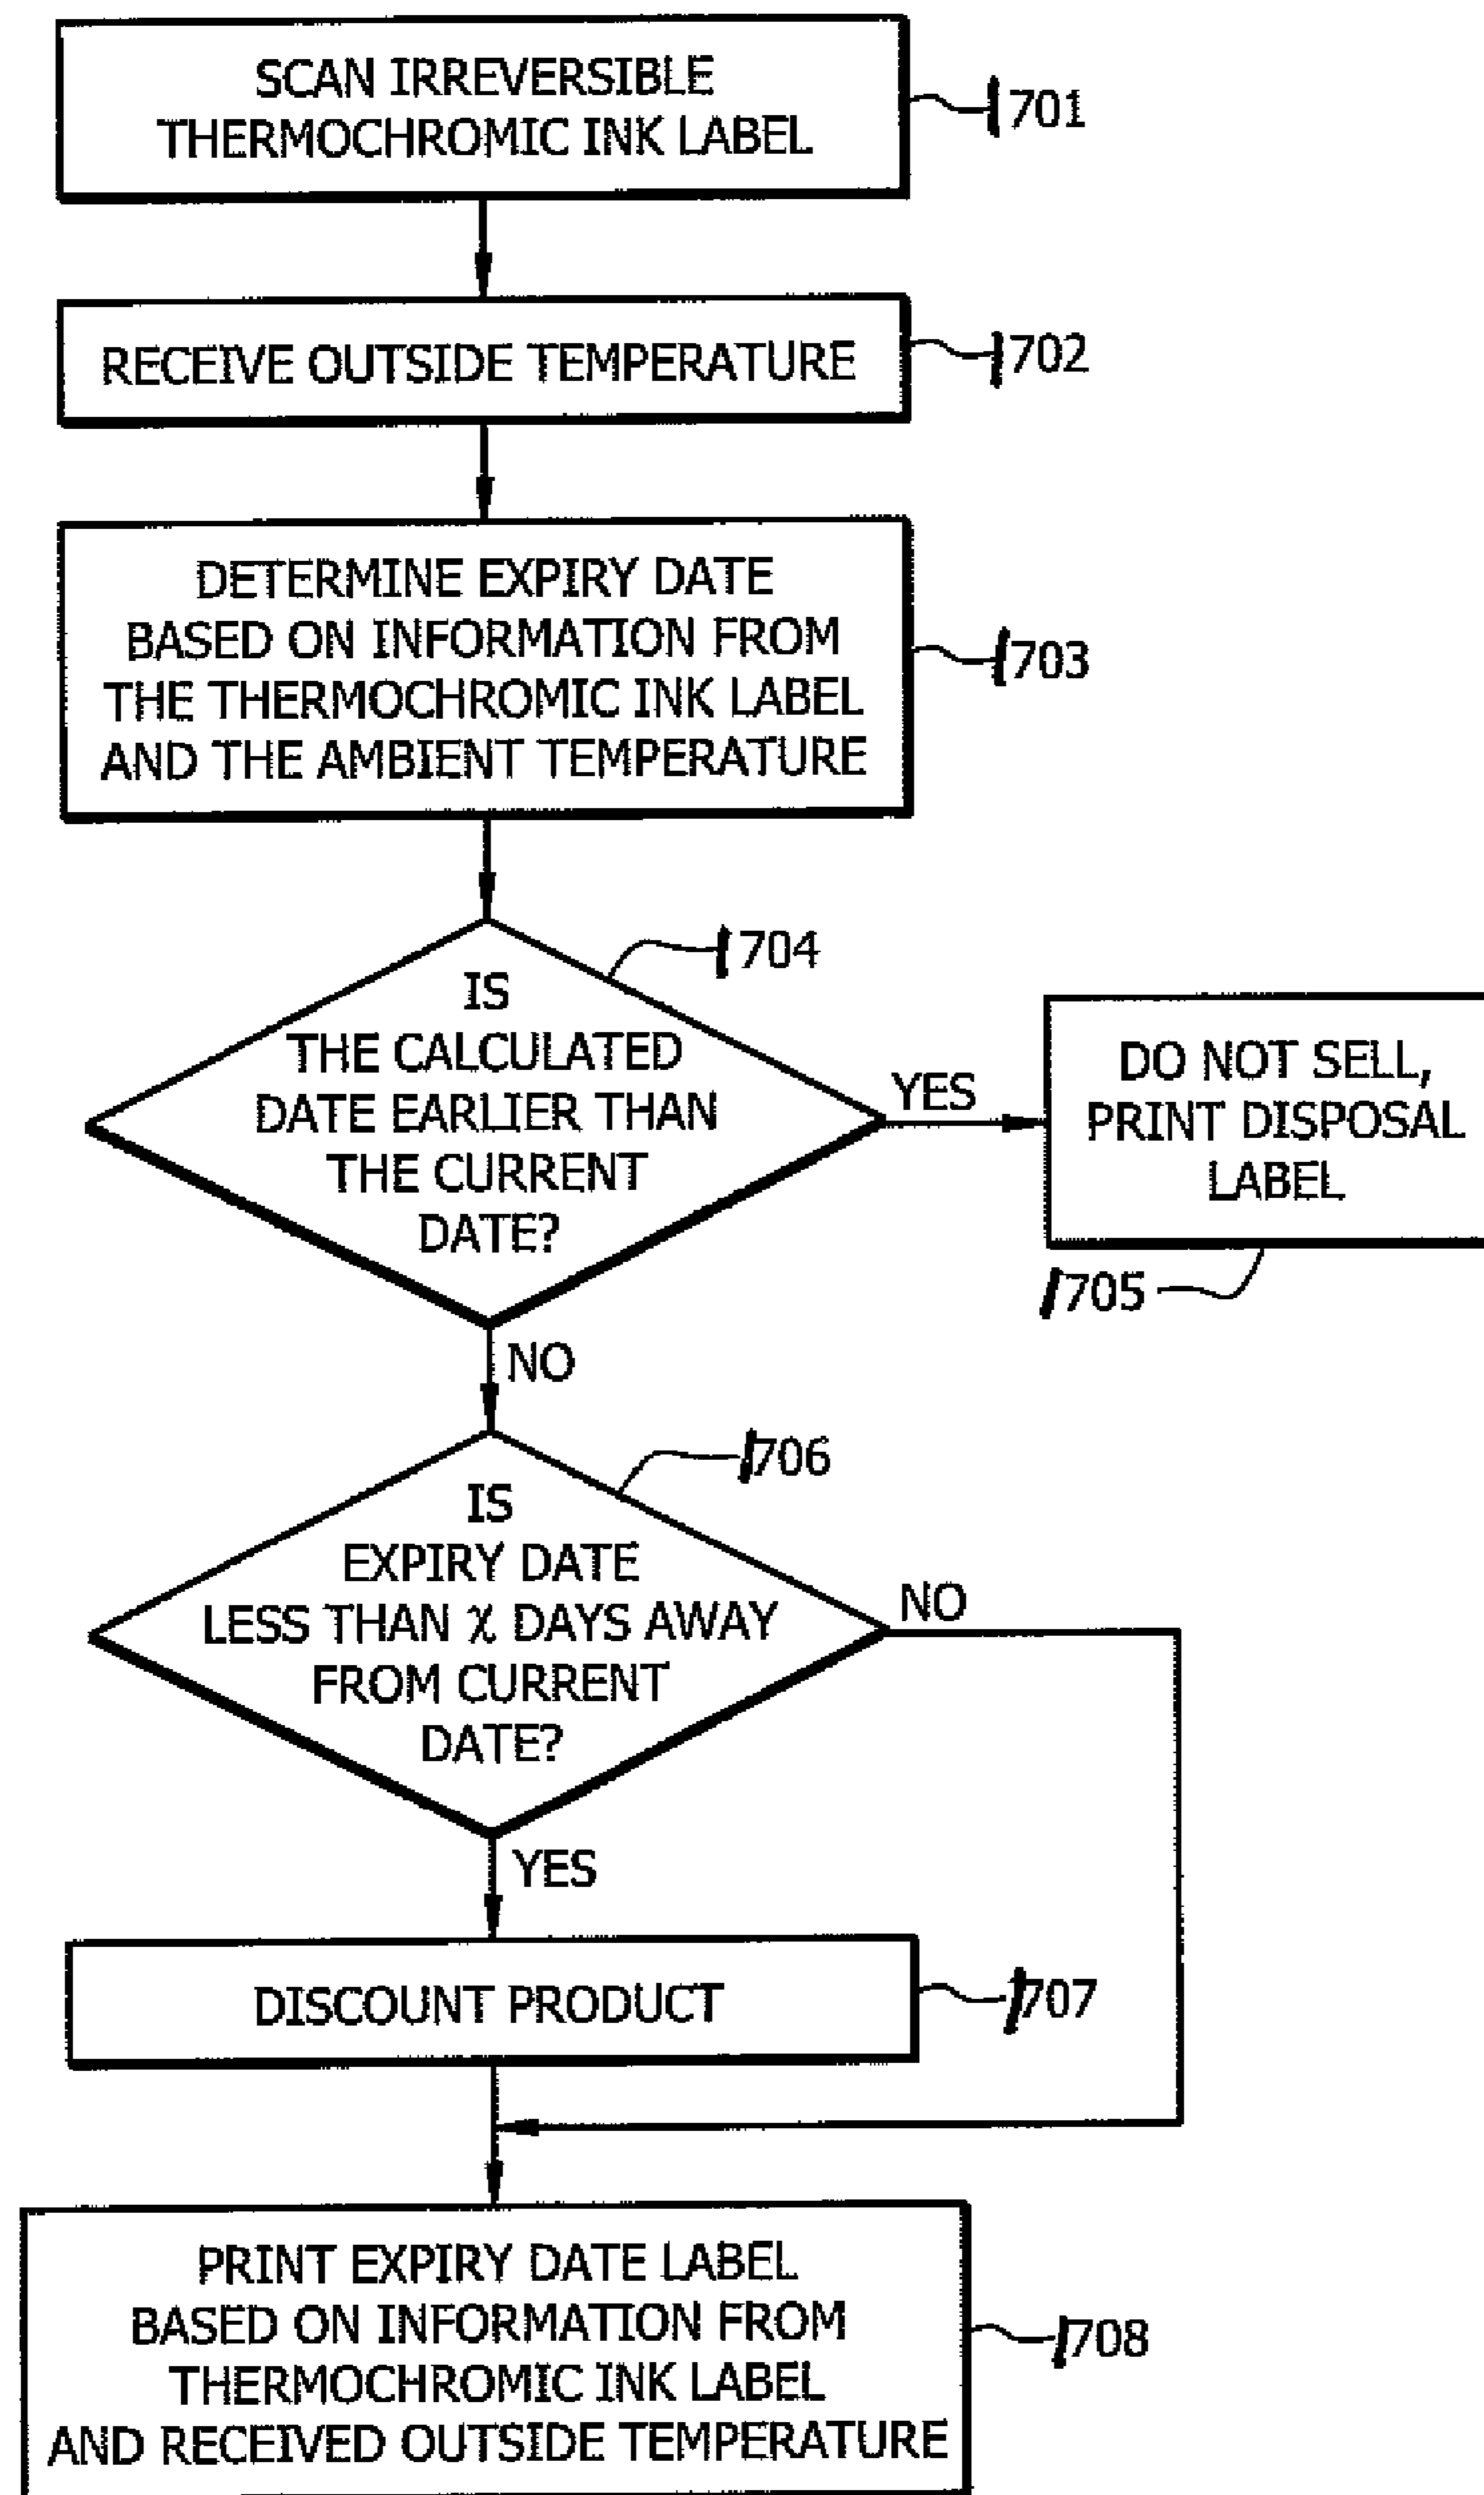 SCAN IRREVERSIBLE
THERMOCHROMIC INK LABEL
701
RECEIVE OUTSIDE TEMPERATURE
702
DETERMINE EXPIRY DATE
BASED ON INFORMATION FROM
THE THERMOCHROMIC INK LABEL
AND THE AMBIENT TEMPERATURE
703
704
IS
THE CALCULATED
DATE EARLIER THAN
THE CURRENT
DATE?
YES
DO NOT SELL,
PRINT DISPOSAL
LABEL
705
NO
706
IS
EXPIRY DATE
LESS THAN χ DAYS AWAY
FROM CURRENT
DATE?
NO
YES
DISCOUNT PRODUCT
707
PRINT EXPIRY DATE LABEL
BASED ON INFORMATION FROM
THERMOCHROMIC INK LABEL
AND RECEIVED OUTSIDE TEMPERATURE
708